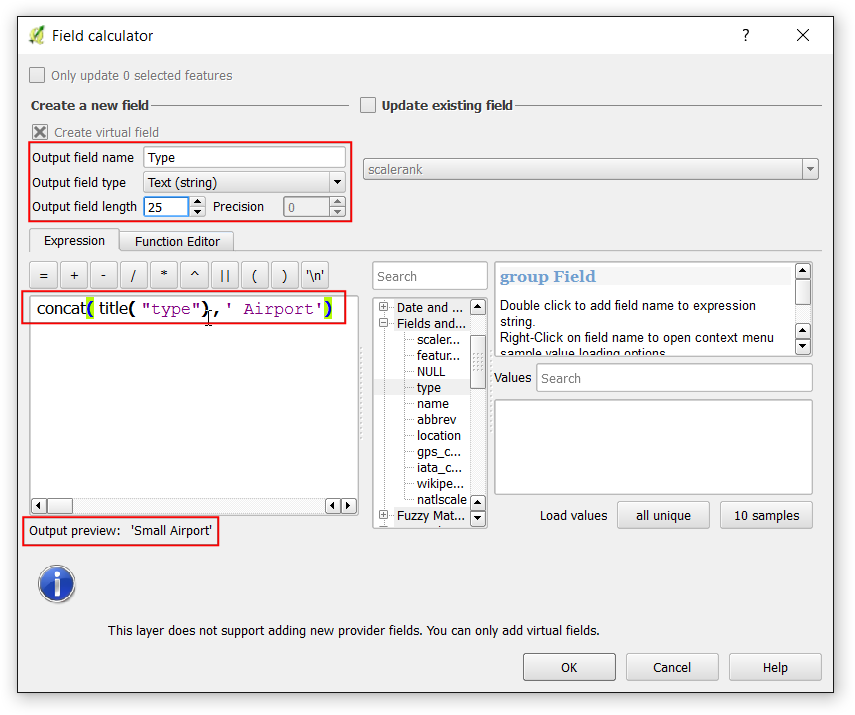 Field calculator
?
Only update 0 selected features
Create a new field
Update existing field
Create virtual field
Output field name Type
scalerank
Output field type Text (string)
Output field length 25 Precision 0
Expression Function Editor
= + - / * ^ || ( ) '\n'
concat( title( "type"), ' Airport')
Output preview: 'Small Airport'
Search
Date and ...
Fields and...
scaler...
featur...
NULL
type
name
abbrev
location
gps_c...
iata_c...
wikipe...
natlscale
Fuzzy Mat...
group Field
Double click to add field name to expression
string.
Right-Click on field name to open context menu
sample value loading options.
Values Search
Load values all unique 10 samples
This layer does not support adding new provider fields. You can only add virtual fields.
OK Cancel Help